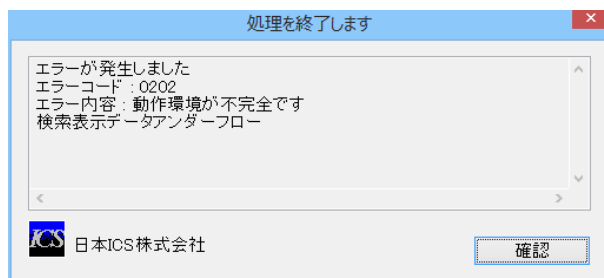 処理を終了します
エラーが発生しました
エラーコード：0202
エラー内容：動作環境が不完全です
検索表示データアンダーフロー
ICS 日本ICS株式会社
確認